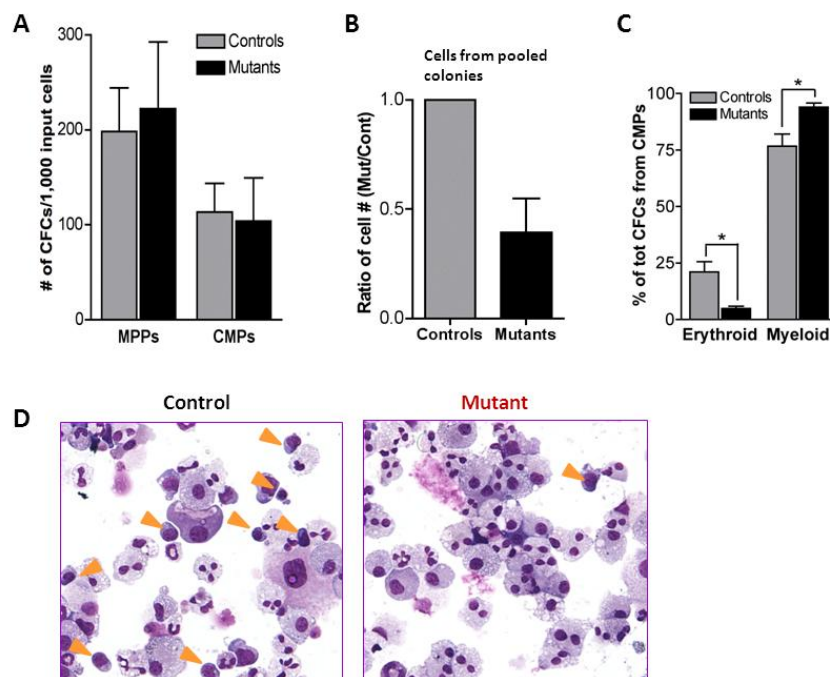 A
# of CFCs/1,000 input cells
300
200
100
0
Controls
Mutants
MPPs
CMPs
B
Cells from pooled
colonies
Ratio of cell # (Mut/Cont)
1.0
0.5
0.0
Controls
Mutants
C
% of tot CFCs from CMPs
100
75
50
25
0
Controls
Mutants
*
*
Erythroid
Myeloid
D
Control
Mutant